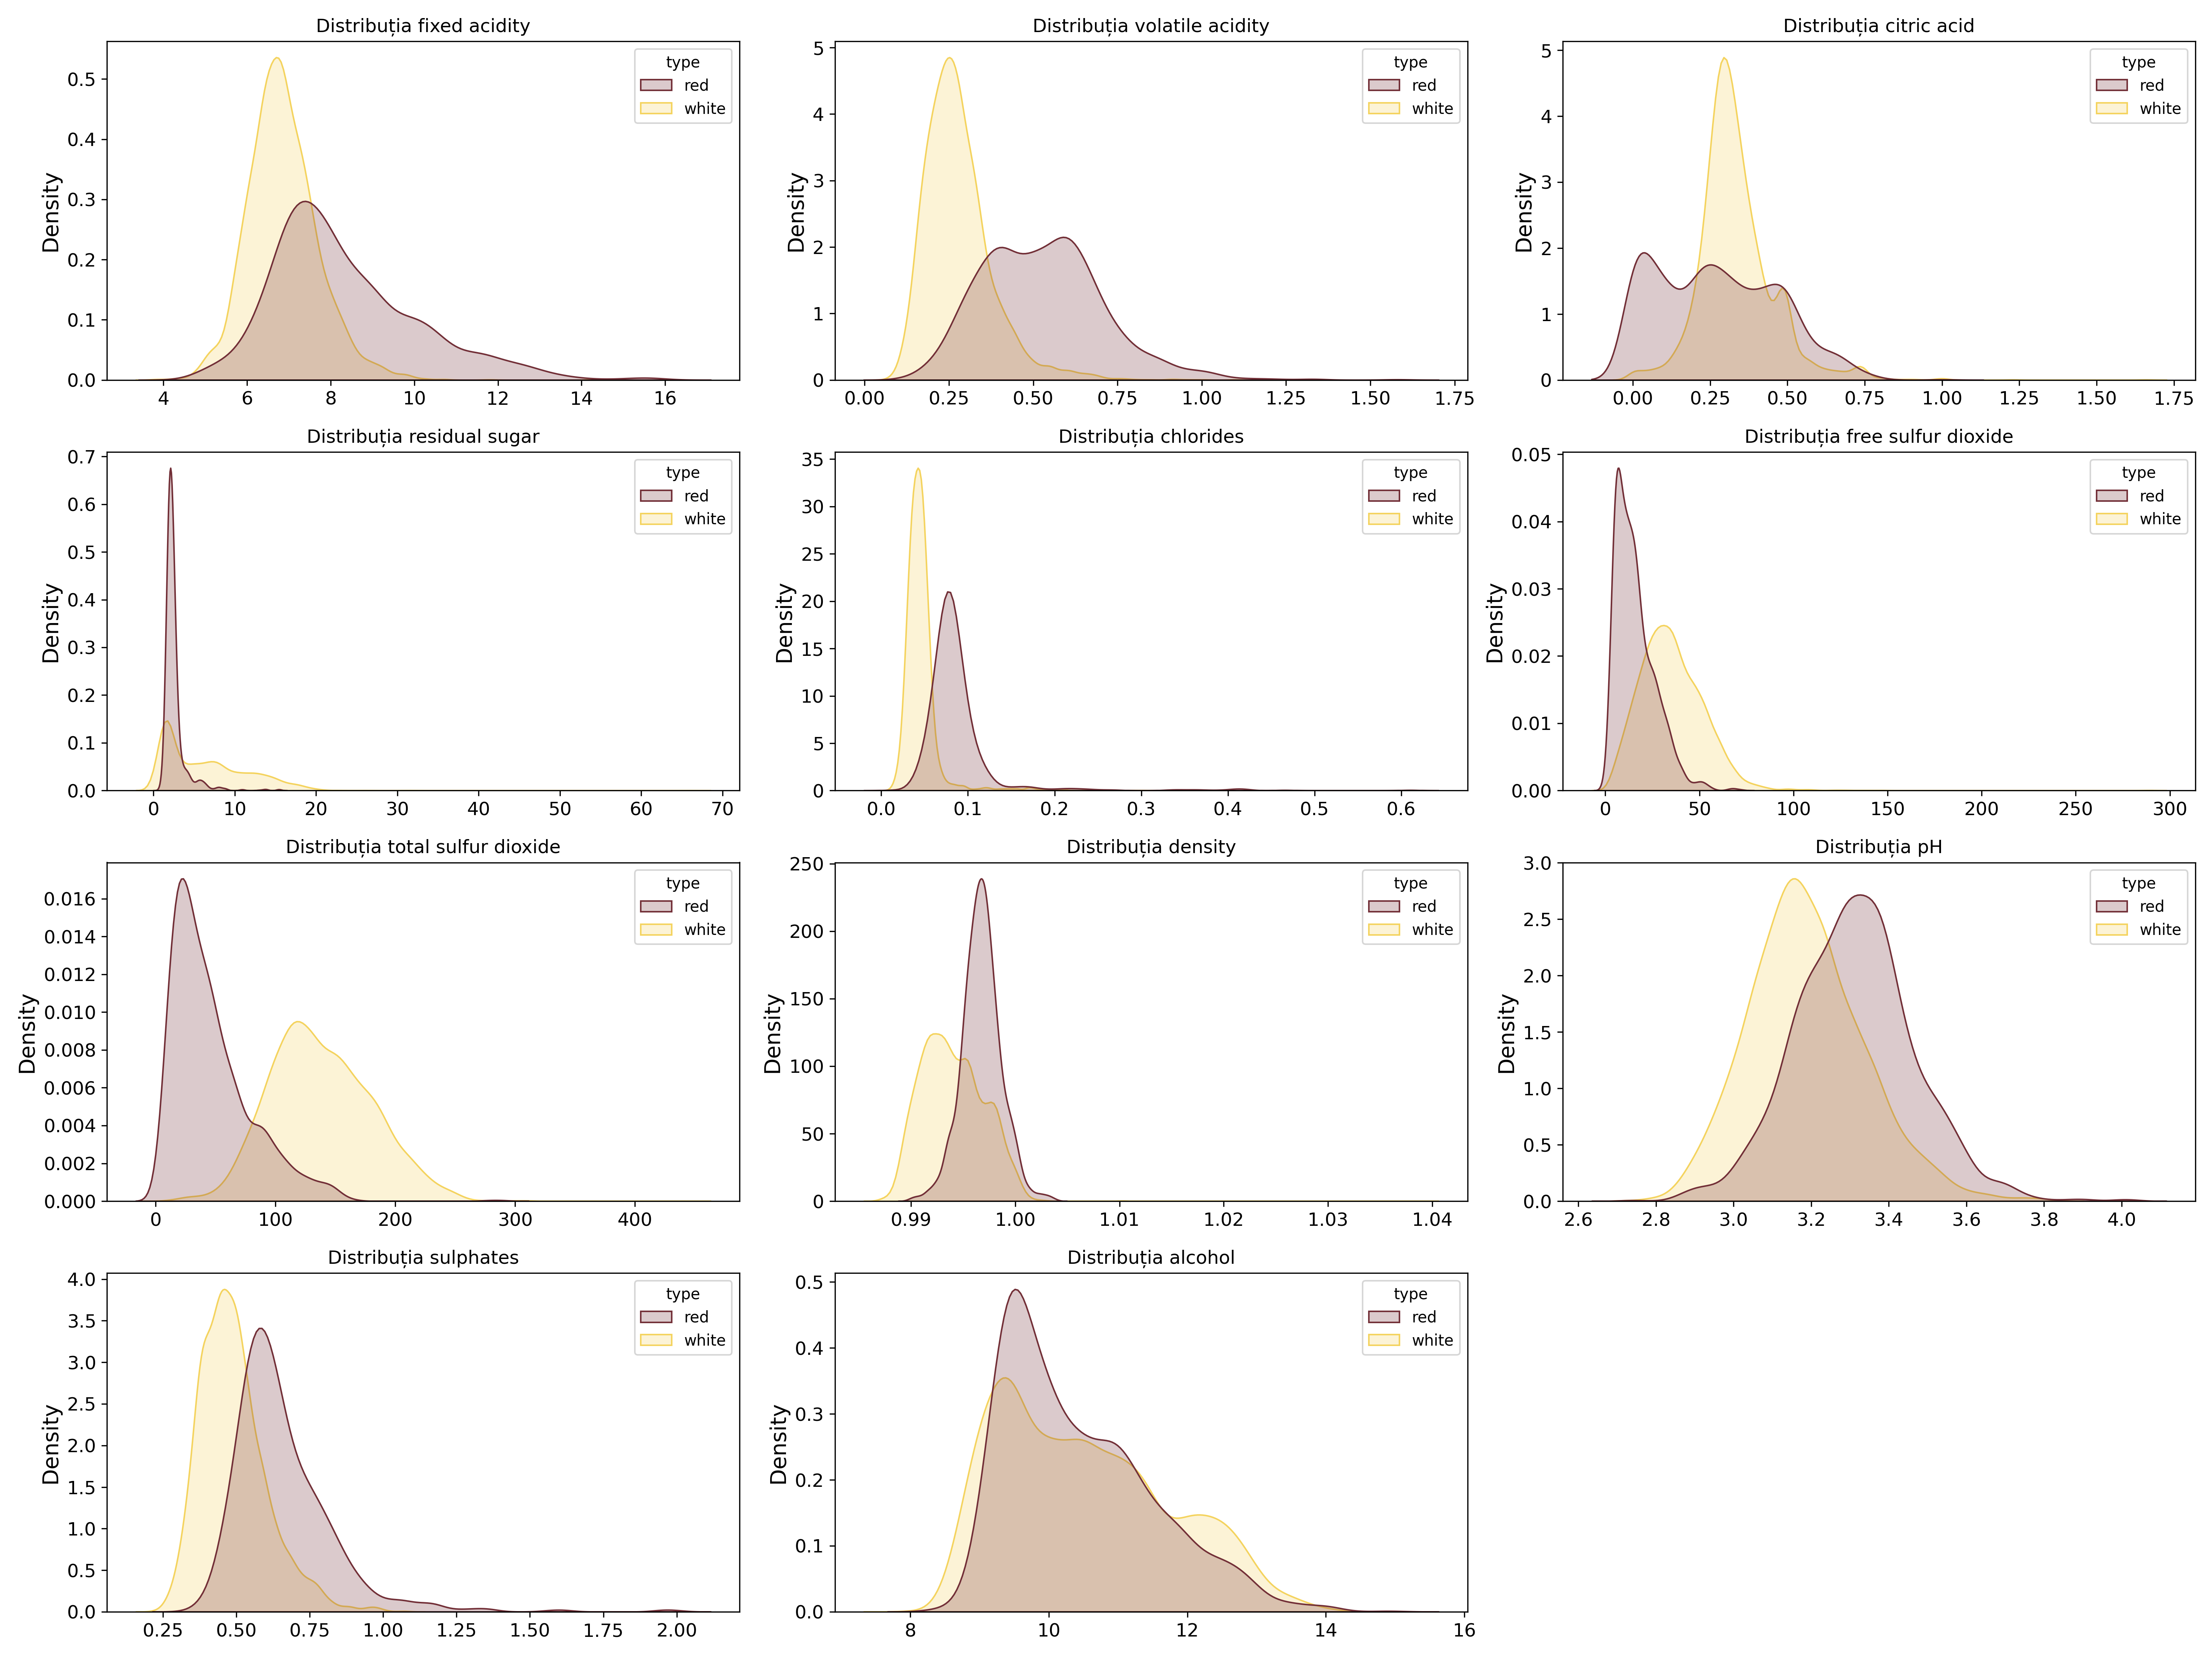 Distribuția fixed acidity
Density
0.5
0.4
0.3
0.2
0.1
0.0
4 6 8 10 12 14 16
type
red
white
Distribuția volatile acidity
Density
5
4
3
2
1
0
0.00 0.25 0.50 0.75 1.00 1.25 1.50 1.75
type
red
white
Distribuția citric acid
Density
5
4
3
2
1
0
0.00 0.25 0.50 0.75 1.00 1.25 1.50 1.75
type
red
white
Distribuția residual sugar
Density
0.7
0.6
0.5
0.4
0.3
0.2
0.1
0.0
0 10 20 30 40 50 60 70
type
red
white
Distribuția chlorides
Density
35
30
25
20
15
10
5
0
0.0 0.1 0.2 0.3 0.4 0.5 0.6
type
red
white
Distribuția free sulfur dioxide
Density
0.05
0.04
0.03
0.02
0.01
0.00
0 50 100 150 200 250 300
type
red
white
Distribuția total sulfur dioxide
Density
0.016
0.014
0.012
0.010
0.008
0.006
0.004
0.002
0.000
0 100 200 300 400
type
red
white
Distribuția density
Density
250
200
150
100
50
0
0.99 1.00 1.01 1.02 1.03 1.04
type
red
white
Distribuția pH
Density
3.0
2.5
2.0
1.5
1.0
0.5
0.0
2.6 2.8 3.0 3.2 3.4 3.6 3.8 4.0
type
red
white
Distribuția sulphates
Density
4.0
3.5
3.0
2.5
2.0
1.5
1.0
0.5
0.0
0.25 0.50 0.75 1.00 1.25 1.50 1.75 2.00
type
red
white
Distribuția alcohol
Density
0.5
0.4
0.3
0.2
0.1
0.0
8 10 12 14 16
type
red
white